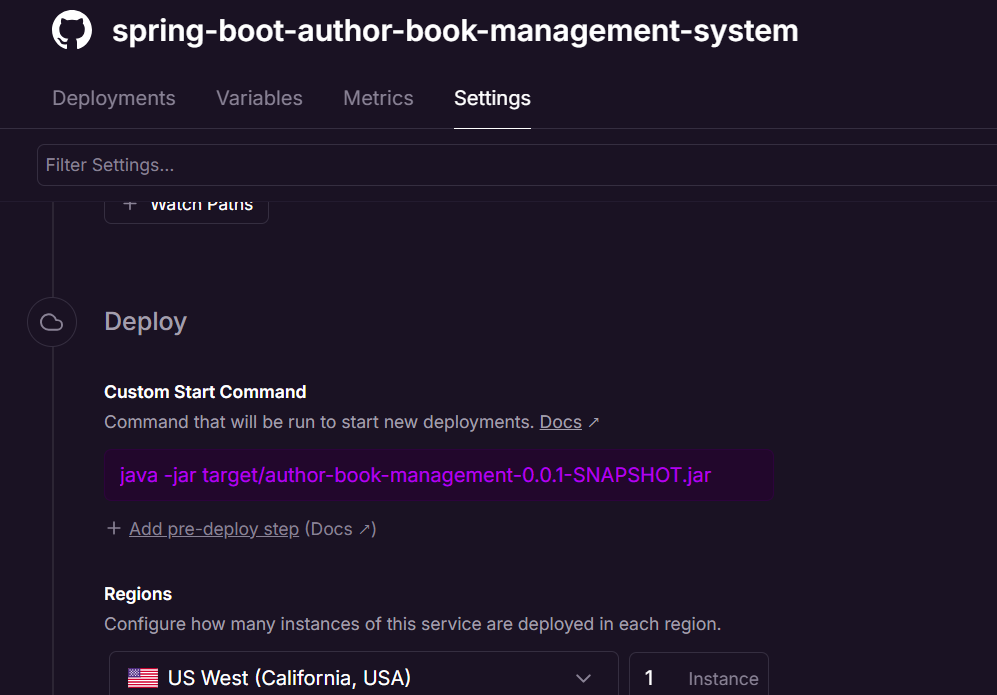 spring-boot-author-book-management-system
Deployments Variables Metrics Settings
Filter Settings...
+ Watch Paths
Deploy
Custom Start Command
Command that will be run to start new deployments. Docs ↗
java -jar target/author-book-management-0.0.1-SNAPSHOT.jar
+ Add pre-deploy step (Docs ↗)
Regions
Configure how many instances of this service are deployed in each region.
US West (California, USA) 1 Instance